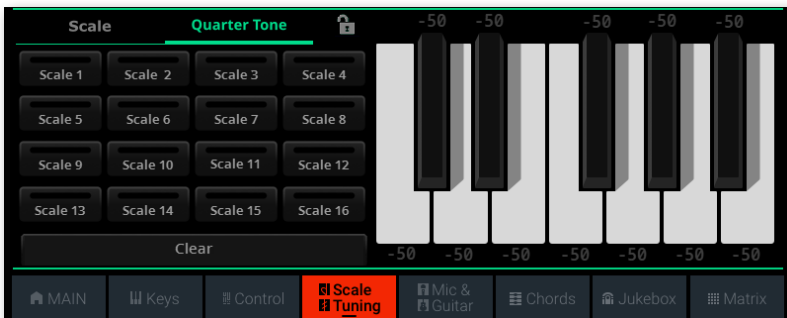 Scale Quarter Tone
-50 -50 -50 -50 -50
Scale 1 Scale 2 Scale 3 Scale 4
Scale 5 Scale 6 Scale 7 Scale 8
Scale 9 Scale 10 Scale 11 Scale 12
Scale 13 Scale 14 Scale 15 Scale 16
Clear
-50 -50 -50 -50 -50 -50 -50
MAIN
Keys
Control
Scale
Tuning
Mic &
Guitar
Chords
Jukebox
Matrix